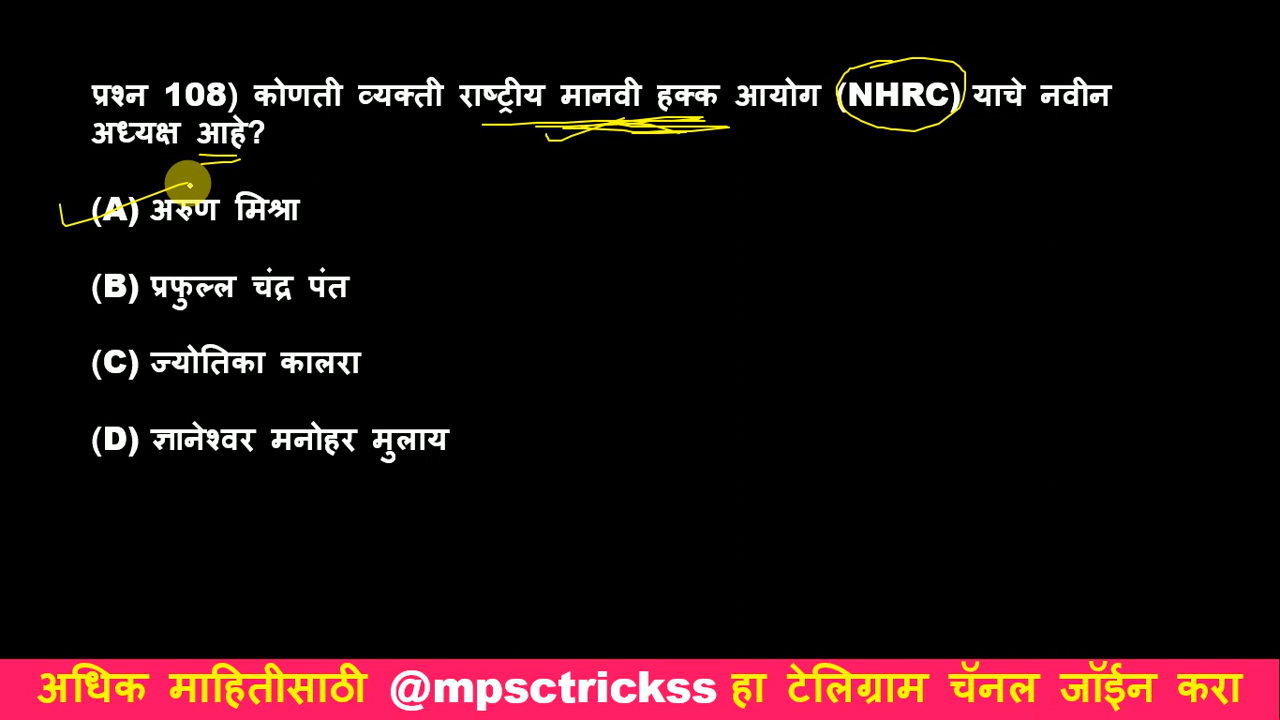 प्रश्न 108) कोणती व्यक्ती राष्ट्रीय मानवी हक्क आयोग (NHRC) याचे नवीन
अध्यक्ष आहे?
(A) अरुण मिश्रा
(B) प्रफुल्ल चंद्र पंत
(C) ज्योतिका कालरा
(D) ज्ञानेश्वर मनोहर मुलाय
अधिक माहितीसाठी @mpsctrickss हा टेलिग्राम चॅनल जॉईन करा